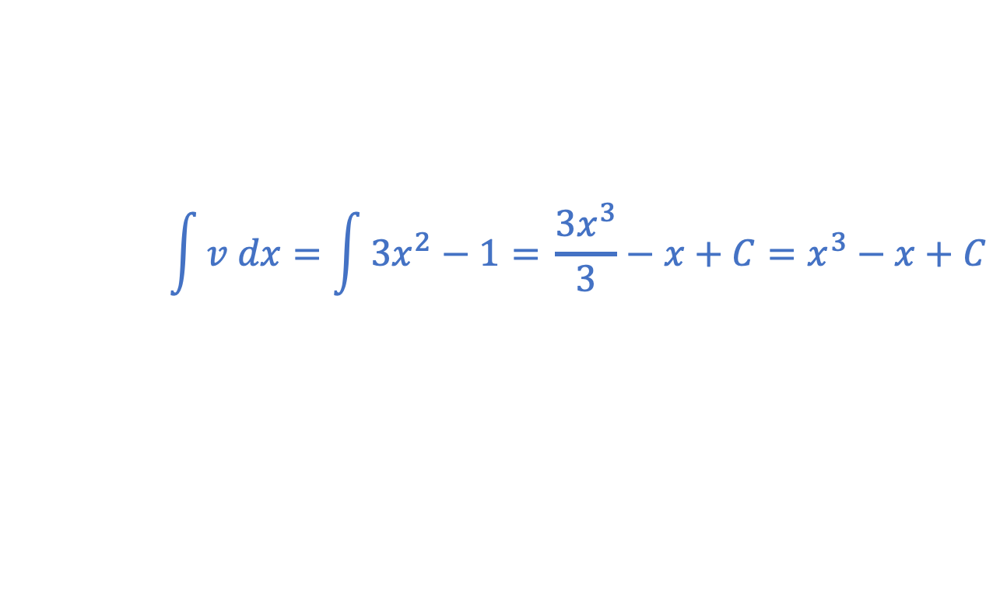 ∫ v dx = ∫ 3x² − 1 = 3x³/3 − x + C = x³ − x + C